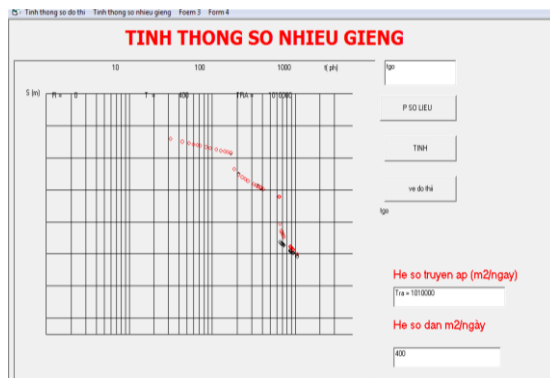 Tinh thong so do thi Tinh thong so nhieu gieng Foem 3 Form 4
TINH THONG SO NHIEU GIENG
10 100 1000 t( ph)
S (m)
R = 0 T = 400 TRA = 1010000
lgo
P SO LIEU
TINH
ve do thi
lgo
He so truyen ap (m2/ngay)
Tra = 1010000
He so dan m2/ngày
400